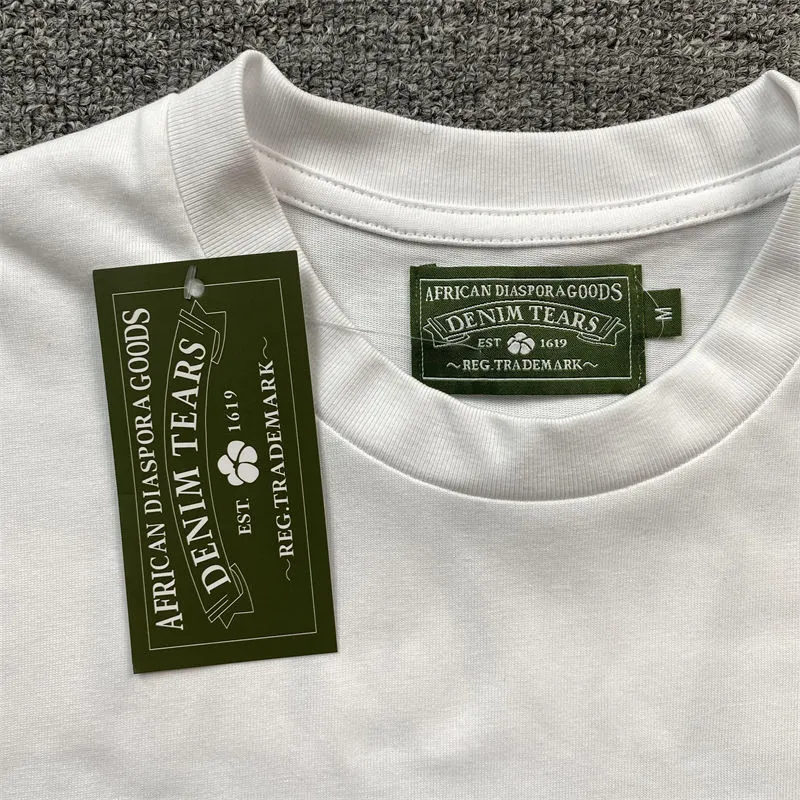 AFRICAN DIASPORA GOODS
DENIM TEARS
EST. 1619
~REG.TRADEMARK~
AFRICAN DIASPORA GOODS
DENIM TEARS
EST 1619
~REG.TRADEMARK~
M